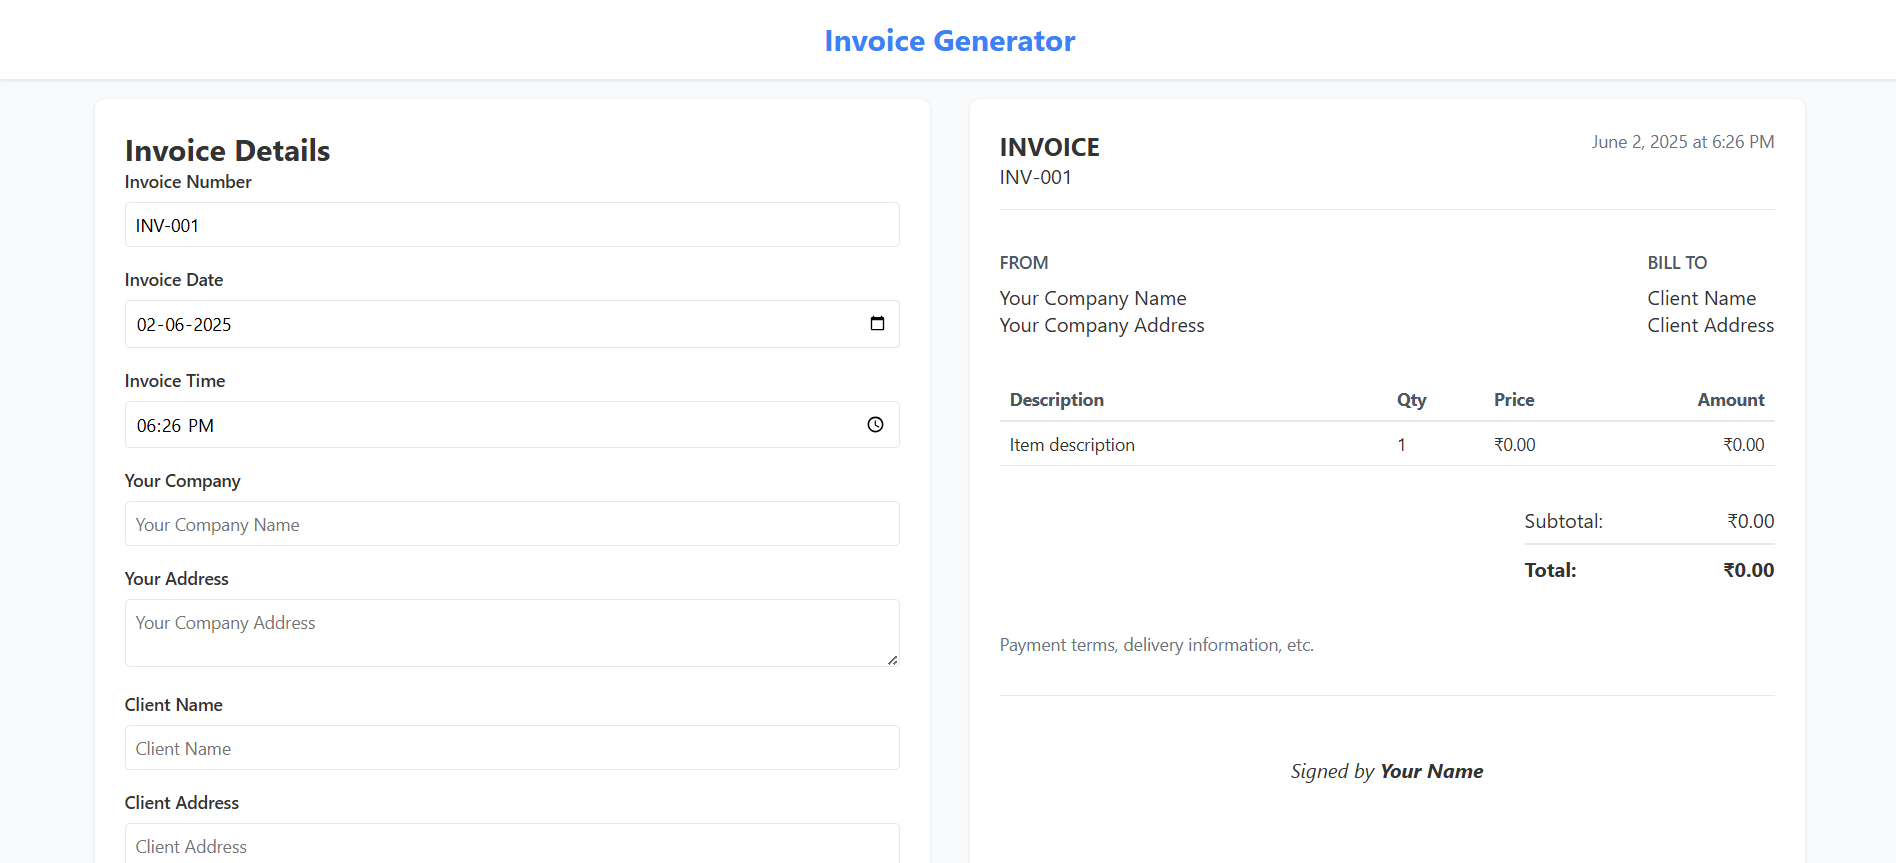 Invoice Generator
Invoice Details
Invoice Number
INV-001
Invoice Date
02-06-2025
Invoice Time
06:26 PM
Your Company
Your Company Name
Your Address
Your Company Address
Client Name
Client Name
Client Address
Client Address
INVOICE
June 2, 2025 at 6:26 PM
INV-001
FROM
Your Company Name
Your Company Address
BILL TO
Client Name
Client Address
Description Qty Price Amount
Item description 1 ₹0.00 ₹0.00
Subtotal: ₹0.00
Total: ₹0.00
Payment terms, delivery information, etc.
Signed by Your Name